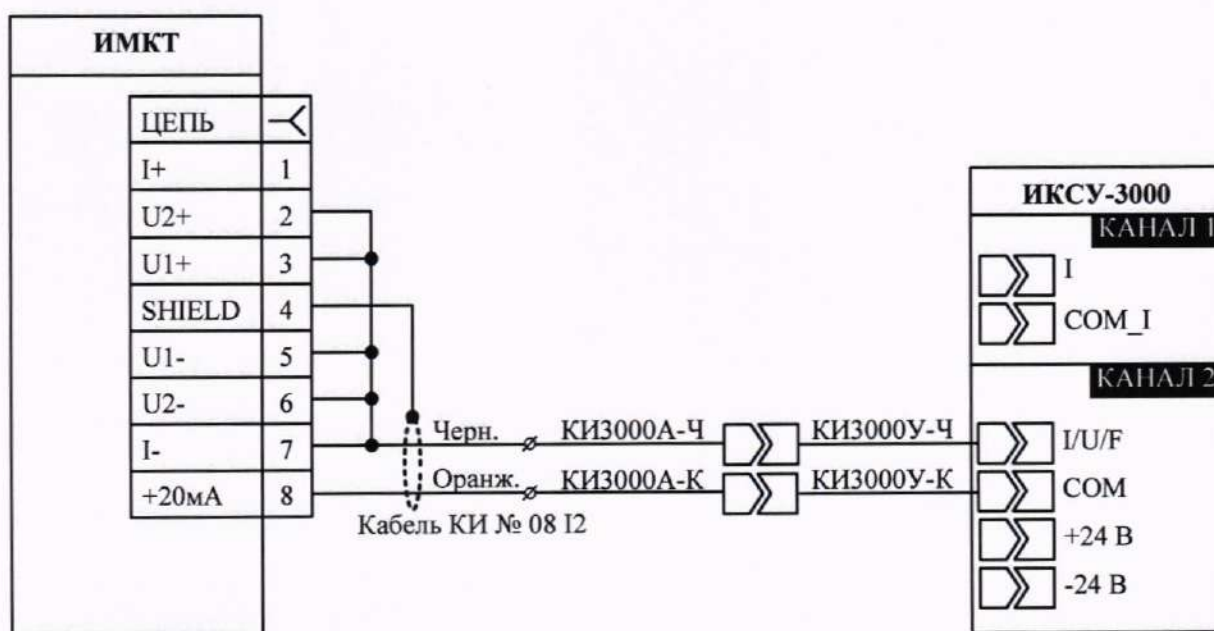 ИМКТ
ЦЕПЬ
I+ 1
U2+ 2
U1+ 3
SHIELD 4
U1- 5
U2- 6
I- 7
+20мА 8
Черн. КИ3000А-Ч КИ3000У-Ч
Оранж. КИ3000А-К КИ3000У-К
Кабель КИ № 08 I2
ИКСУ-3000
КАНАЛ 1
I
COM_I
КАНАЛ 2
I/U/F
COM
+24 В
-24 В